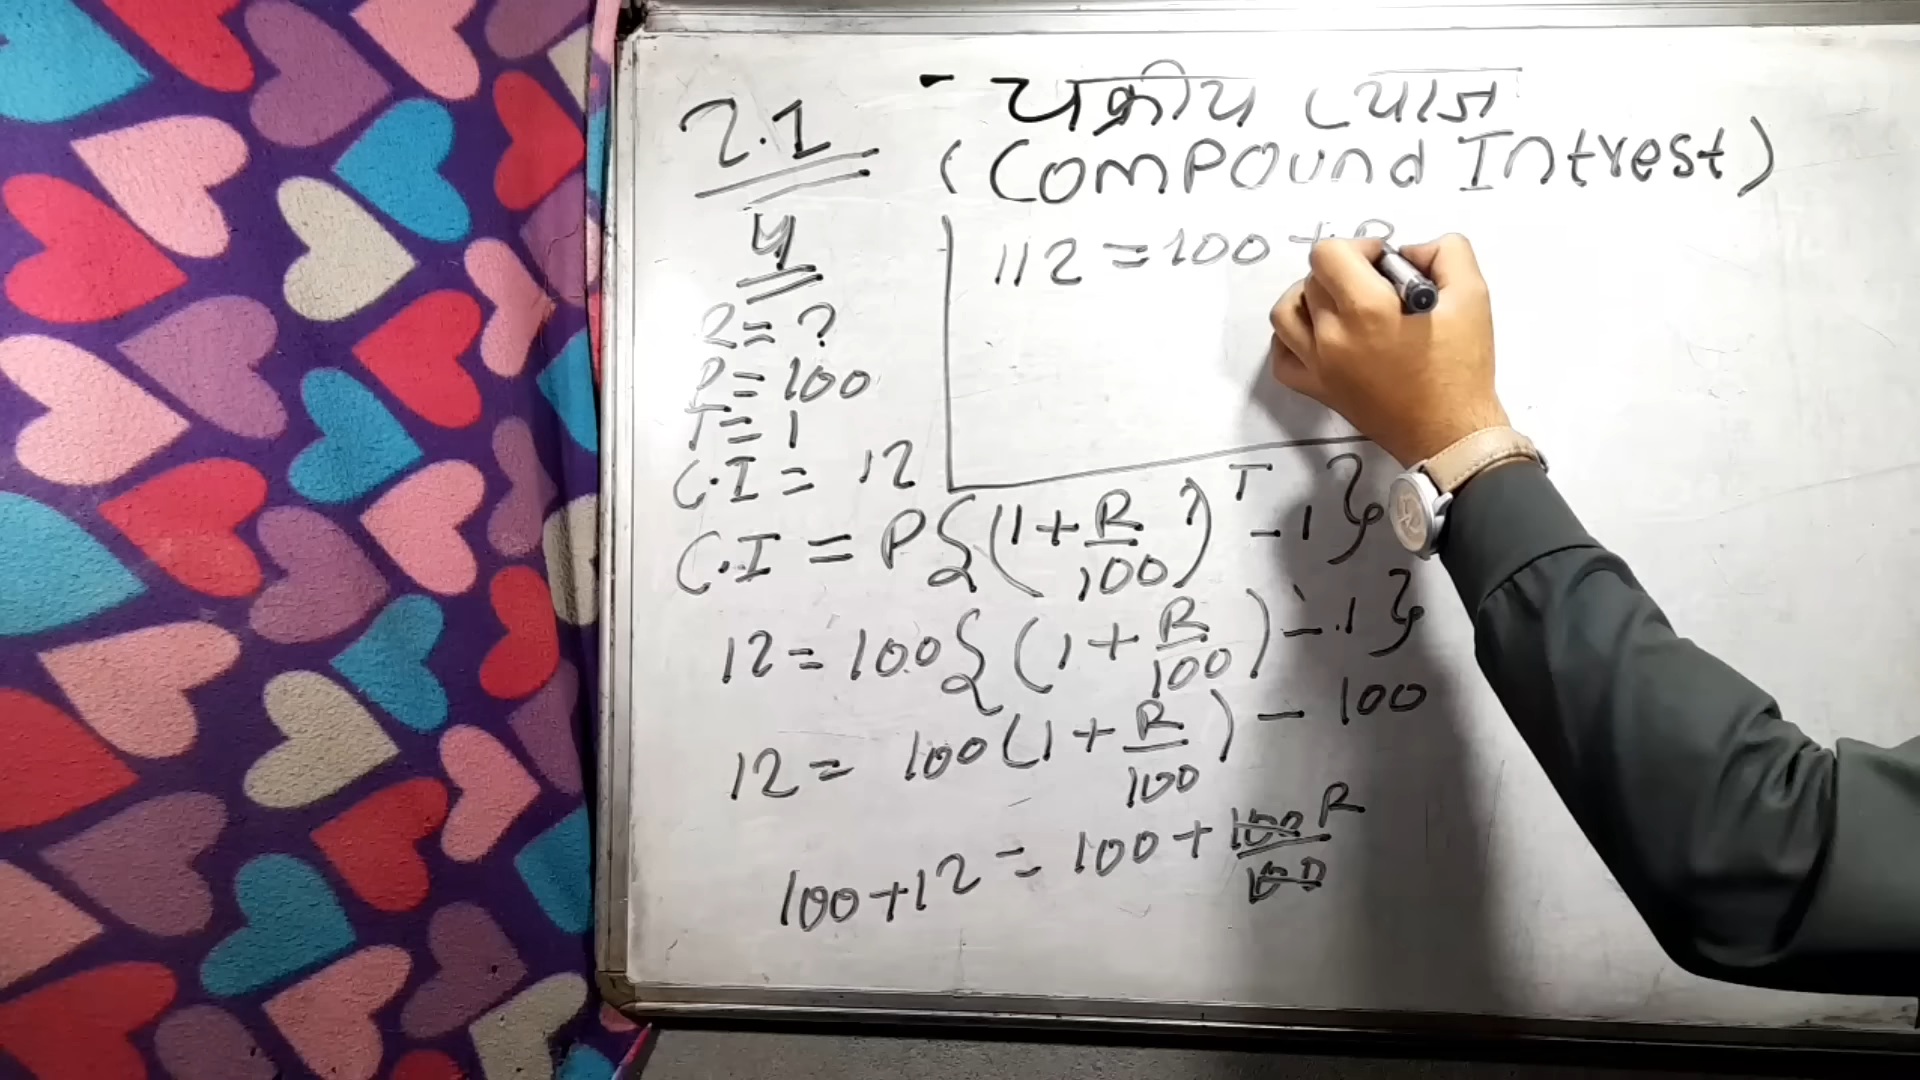 2.1
- चक्रीय ब्याज
(Compound Intrest)
4
R = ?
P = 100
T = 1
C.I = 12
C.I = P{(1 + R/100)^T - 1}
12 = 100{(1 + R/100)^1 - 1}
12 = 100(1 + R/100) - 100
100 + 12 = 100 + 100R/100
112 = 100 + R